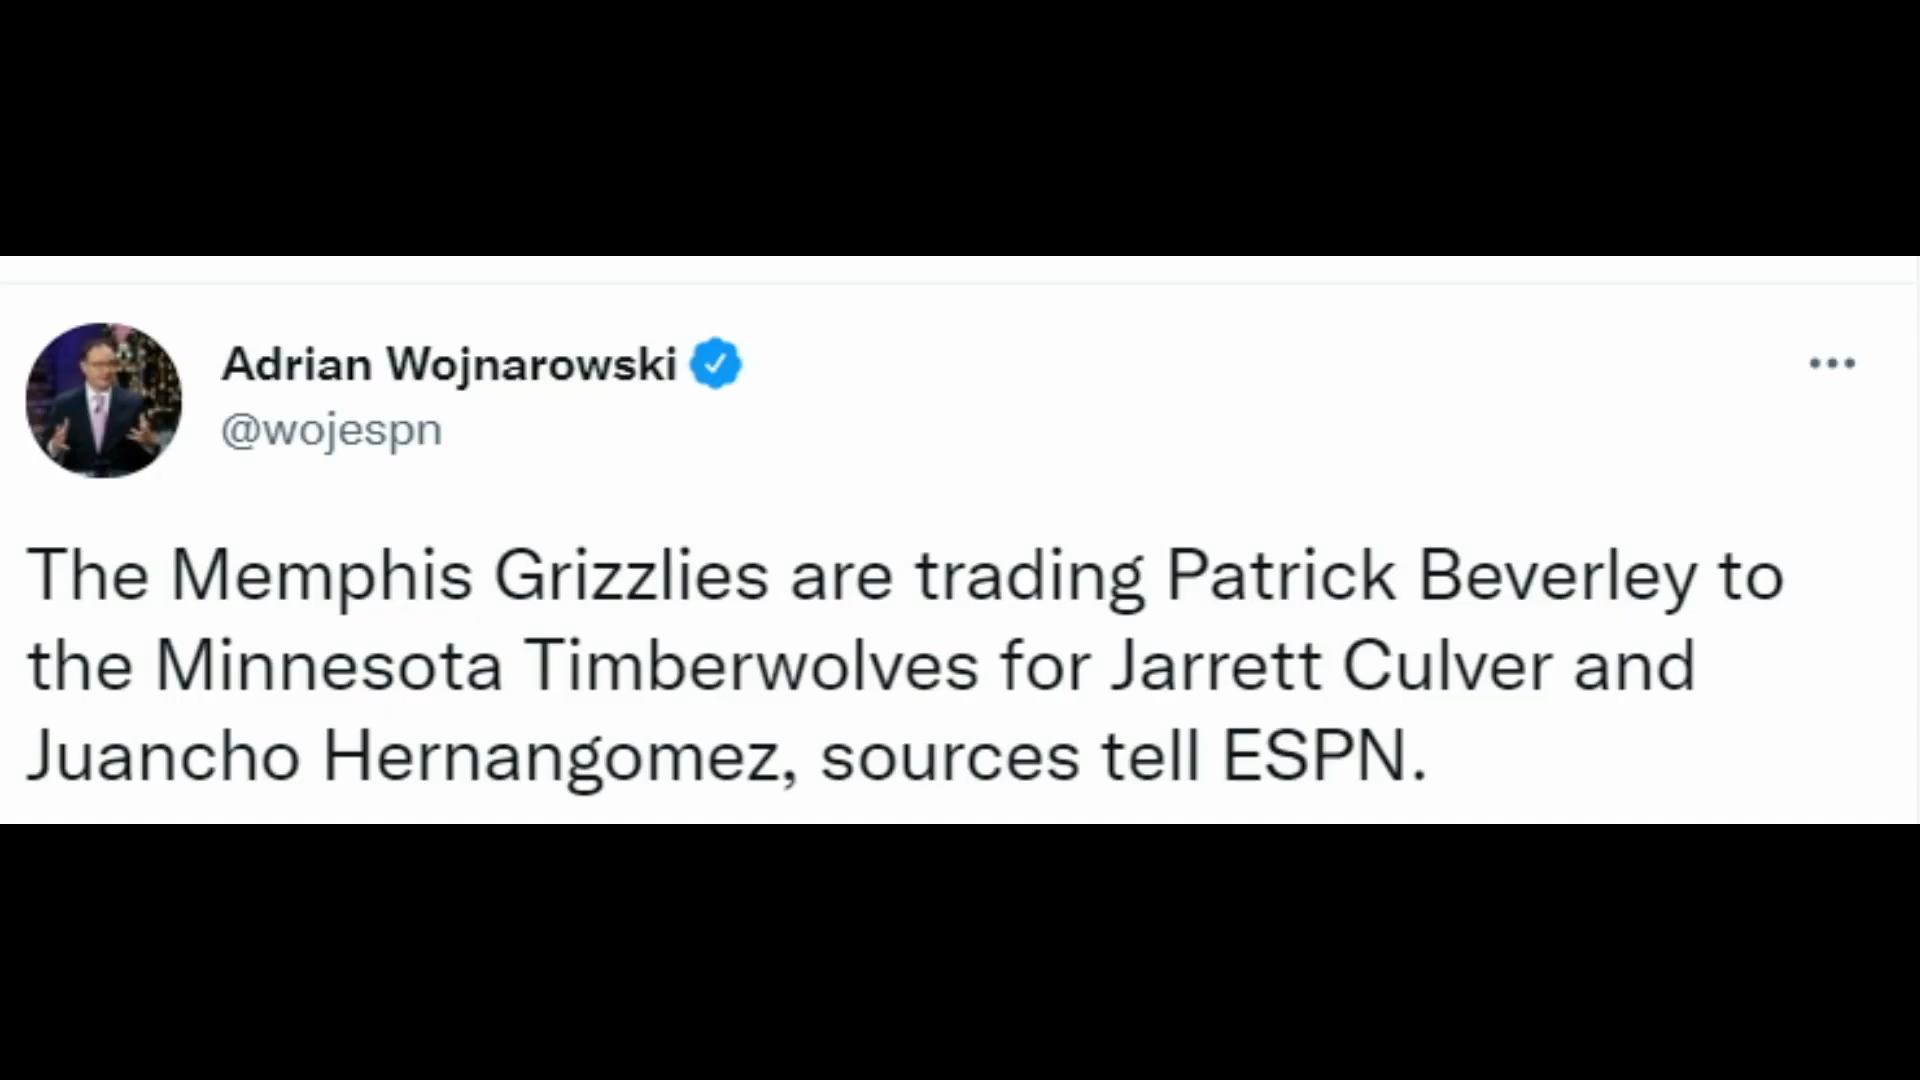 Adrian Wojnarowski
@wojespn
The Memphis Grizzlies are trading Patrick Beverley to
the Minnesota Timberwolves for Jarrett Culver and
Juancho Hernangomez, sources tell ESPN.